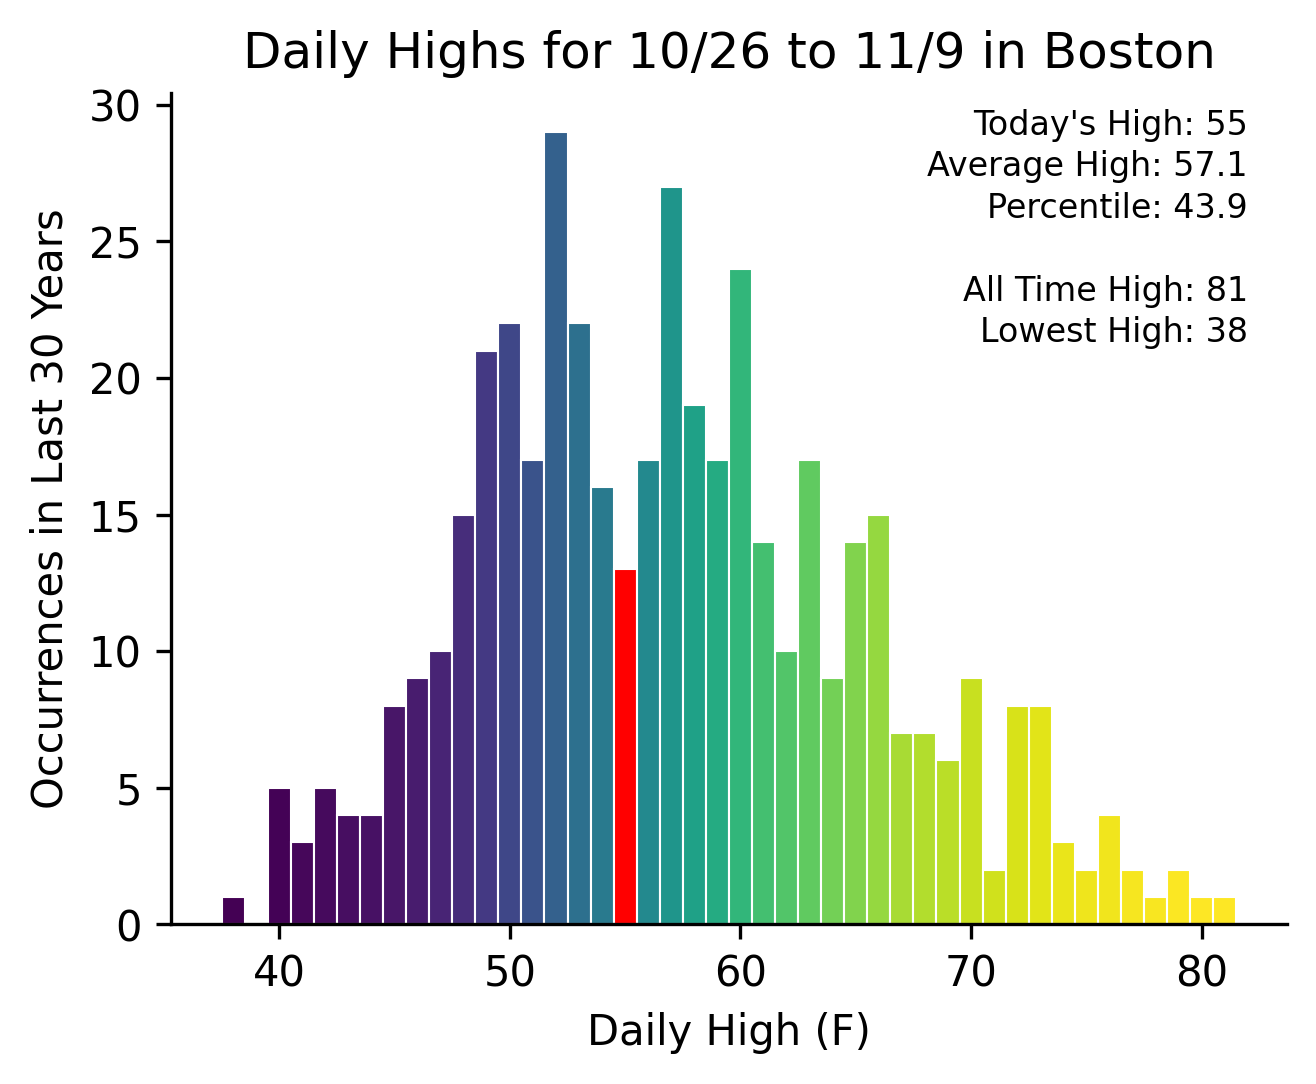 Daily Highs for 10/26 to 11/9 in Boston
Today's High: 55
Average High: 57.1
Percentile: 43.9
All Time High: 81
Lowest High: 38
Occurrences in Last 30 Years
30
25
20
15
10
5
0
40 50 60 70 80
Daily High (F)